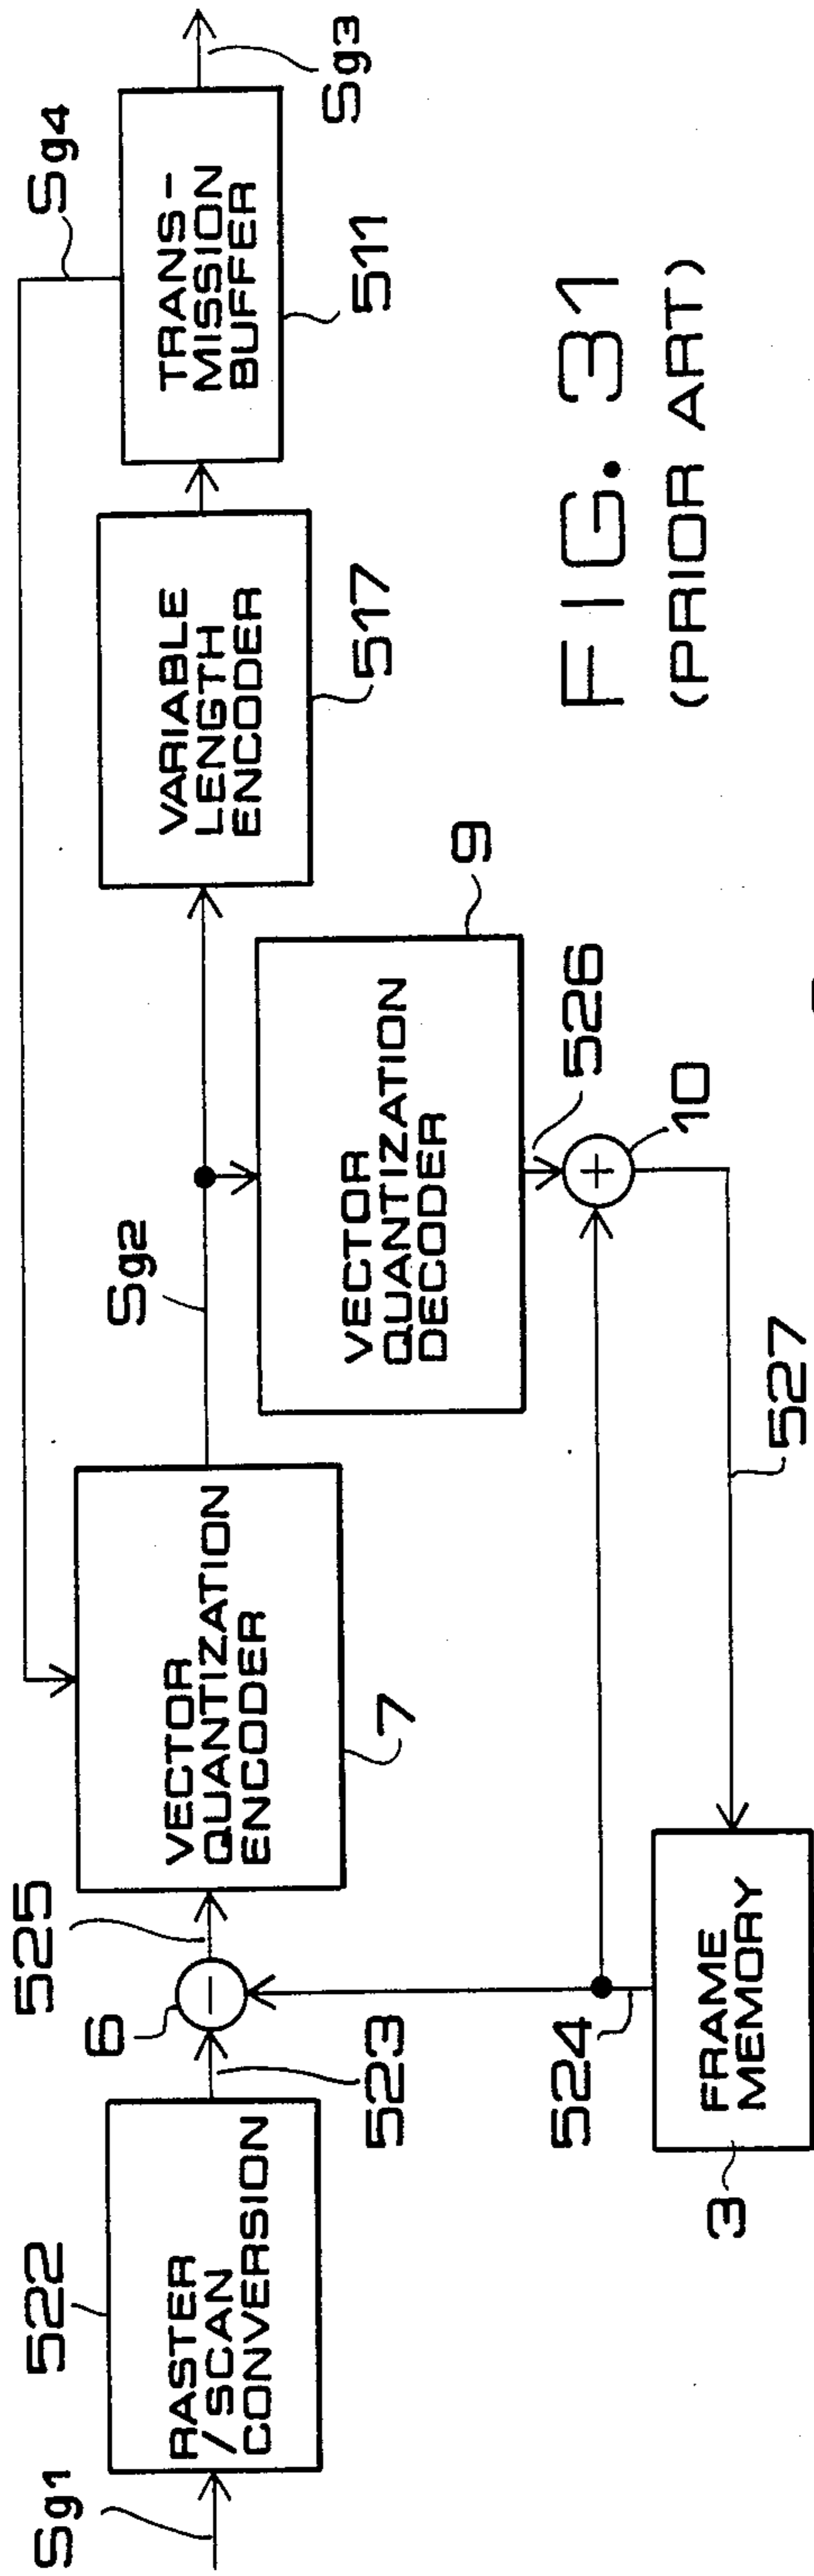 Sg1
522
RASTER
/SCAN
CONVERSION
523
6
–
525
VECTOR
QUANTIZATION
ENCODER
7
Sg2
VECTOR
QUANTIZATION
DECODER
9
526
+
10
527
524
FRAME
MEMORY
3
VARIABLE
LENGTH
ENCODER
517
TRANS-
MISSION
BUFFER
511
Sg4
Sg3
FIG. 31
(PRIOR ART)